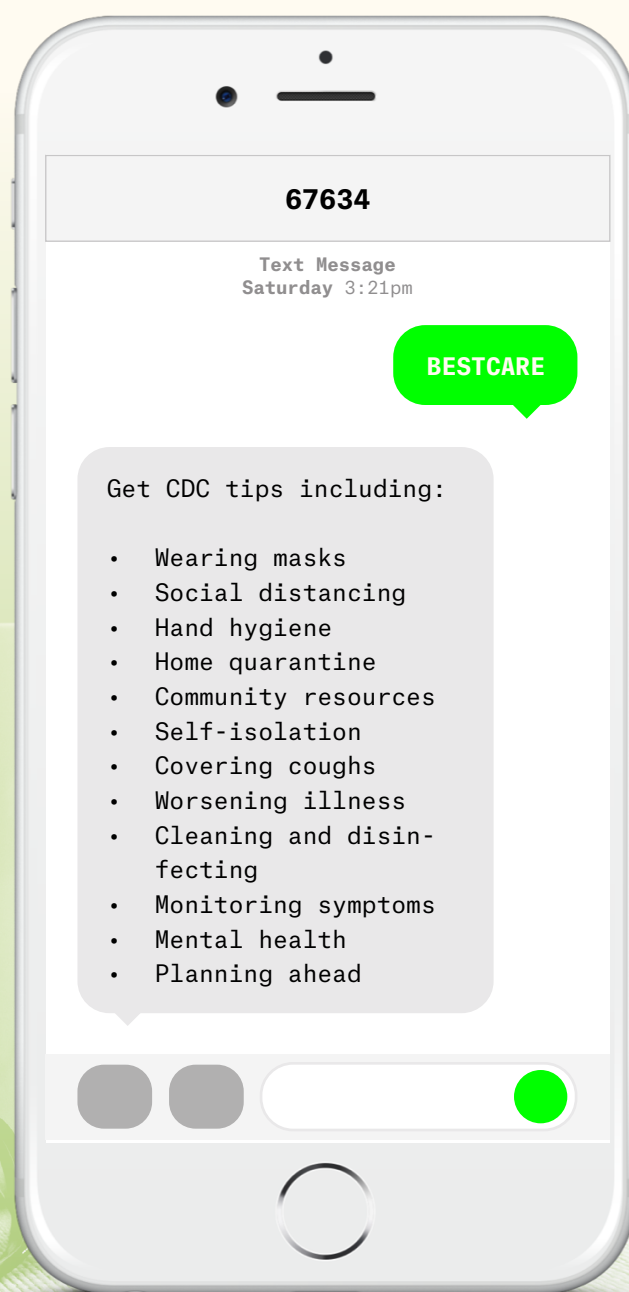 67634
Text Message
Saturday 3:21pm
BESTCARE
Get CDC tips including:
• Wearing masks
• Social distancing
• Hand hygiene
• Home quarantine
• Community resources
• Self-isolation
• Covering coughs
• Worsening illness
• Cleaning and disin-
fecting
• Monitoring symptoms
• Mental health
• Planning ahead